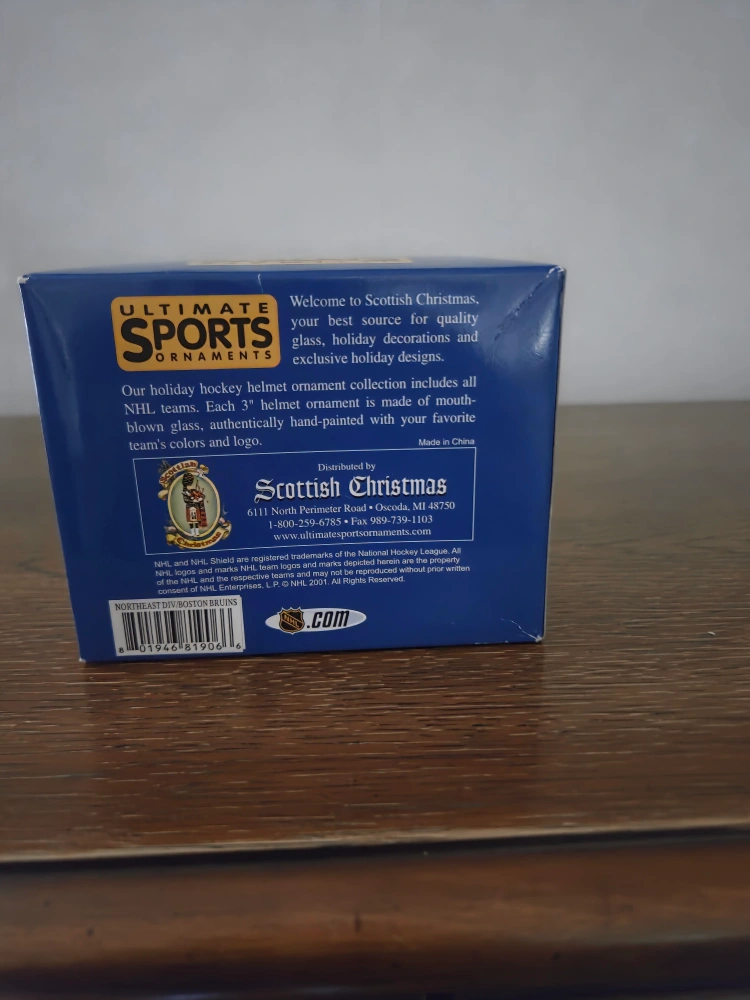 ULTIMATE
SPORTS
ORNAMENTS
Welcome to Scottish Christmas,
your best source for quality
glass, holiday decorations and
exclusive holiday designs.
Our holiday hockey helmet ornament collection includes all
NHL teams. Each 3" helmet ornament is made of mouth-
blown glass, authentically hand-painted with your favorite
team's colors and logo.
Made in China
Scottish
Christmas
Distributed by
Scottish Christmas
6111 North Perimeter Road • Oscoda, MI 48750
1-800-259-6785 • Fax 989-739-1103
www.ultimatesportsornaments.com
NHL and NHL Shield are registered trademarks of the National Hockey League. All
NHL logos and marks NHL team logos and marks depicted herein are the property
of the NHL and the respective teams and may not be reproduced without prior written
consent of NHL Enterprises, L.P. © NHL 2001. All Rights Reserved.
NORTHEAST DIV/BOSTON BRUINS
8 01946 81906 6
NHL .com